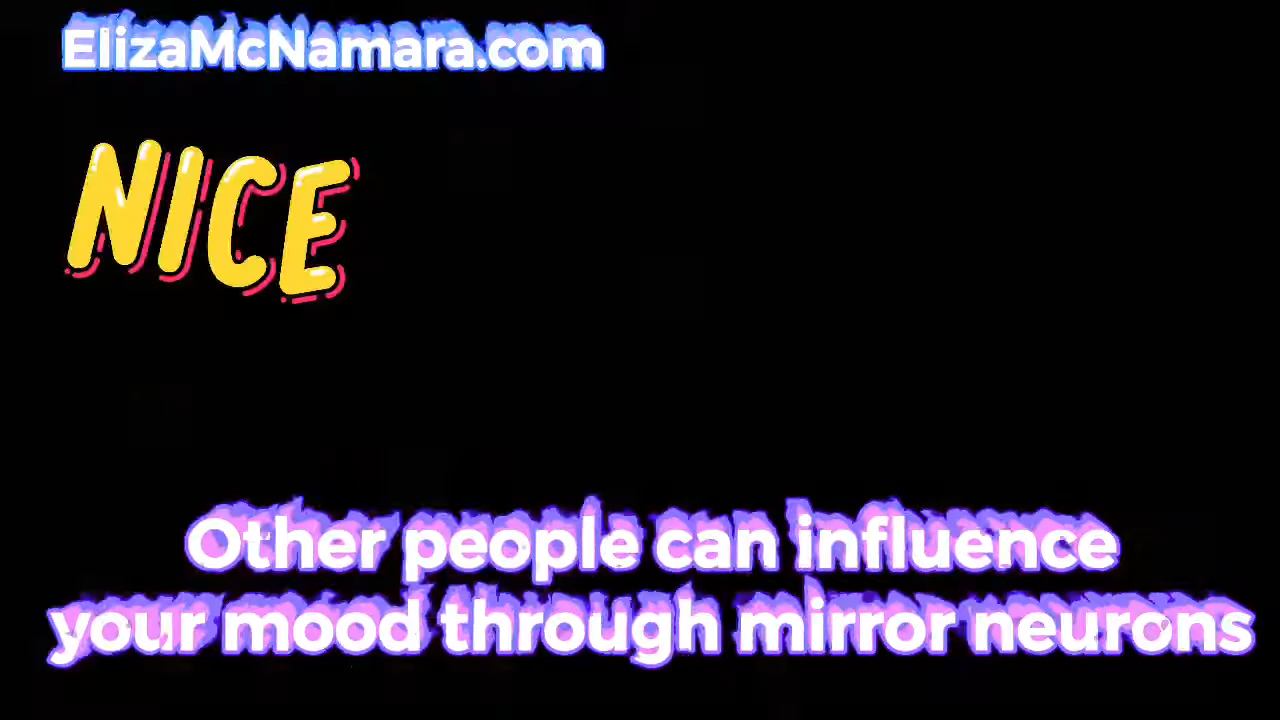 ElizaMcNamara.com
NICE
Other people can influence
your mood through mirror neurons